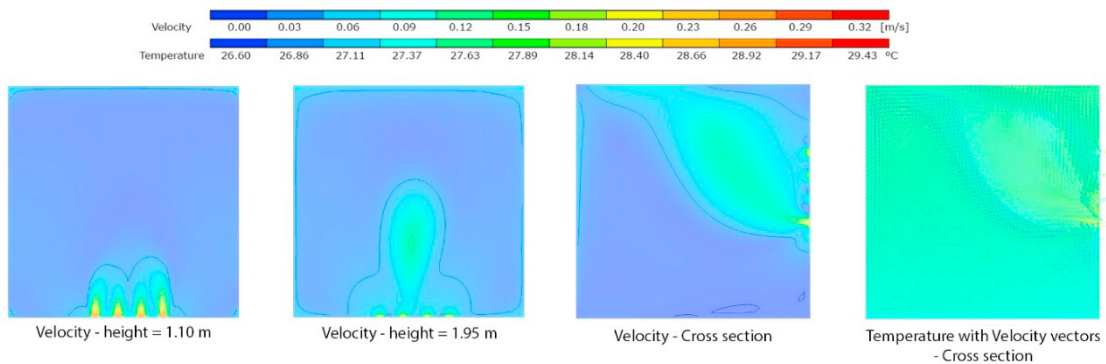 Velocity 0.00 0.03 0.06 0.09 0.12 0.15 0.18 0.20 0.23 0.26 0.29 0.32 [m/s]
Temperature 26.60 26.86 27.11 27.37 27.63 27.89 28.14 28.40 28.66 28.92 29.17 29.43 ºC
Velocity - height = 1.10 m
Velocity - height = 1.95 m
Velocity - Cross section
Temperature with Velocity vectors
- Cross section